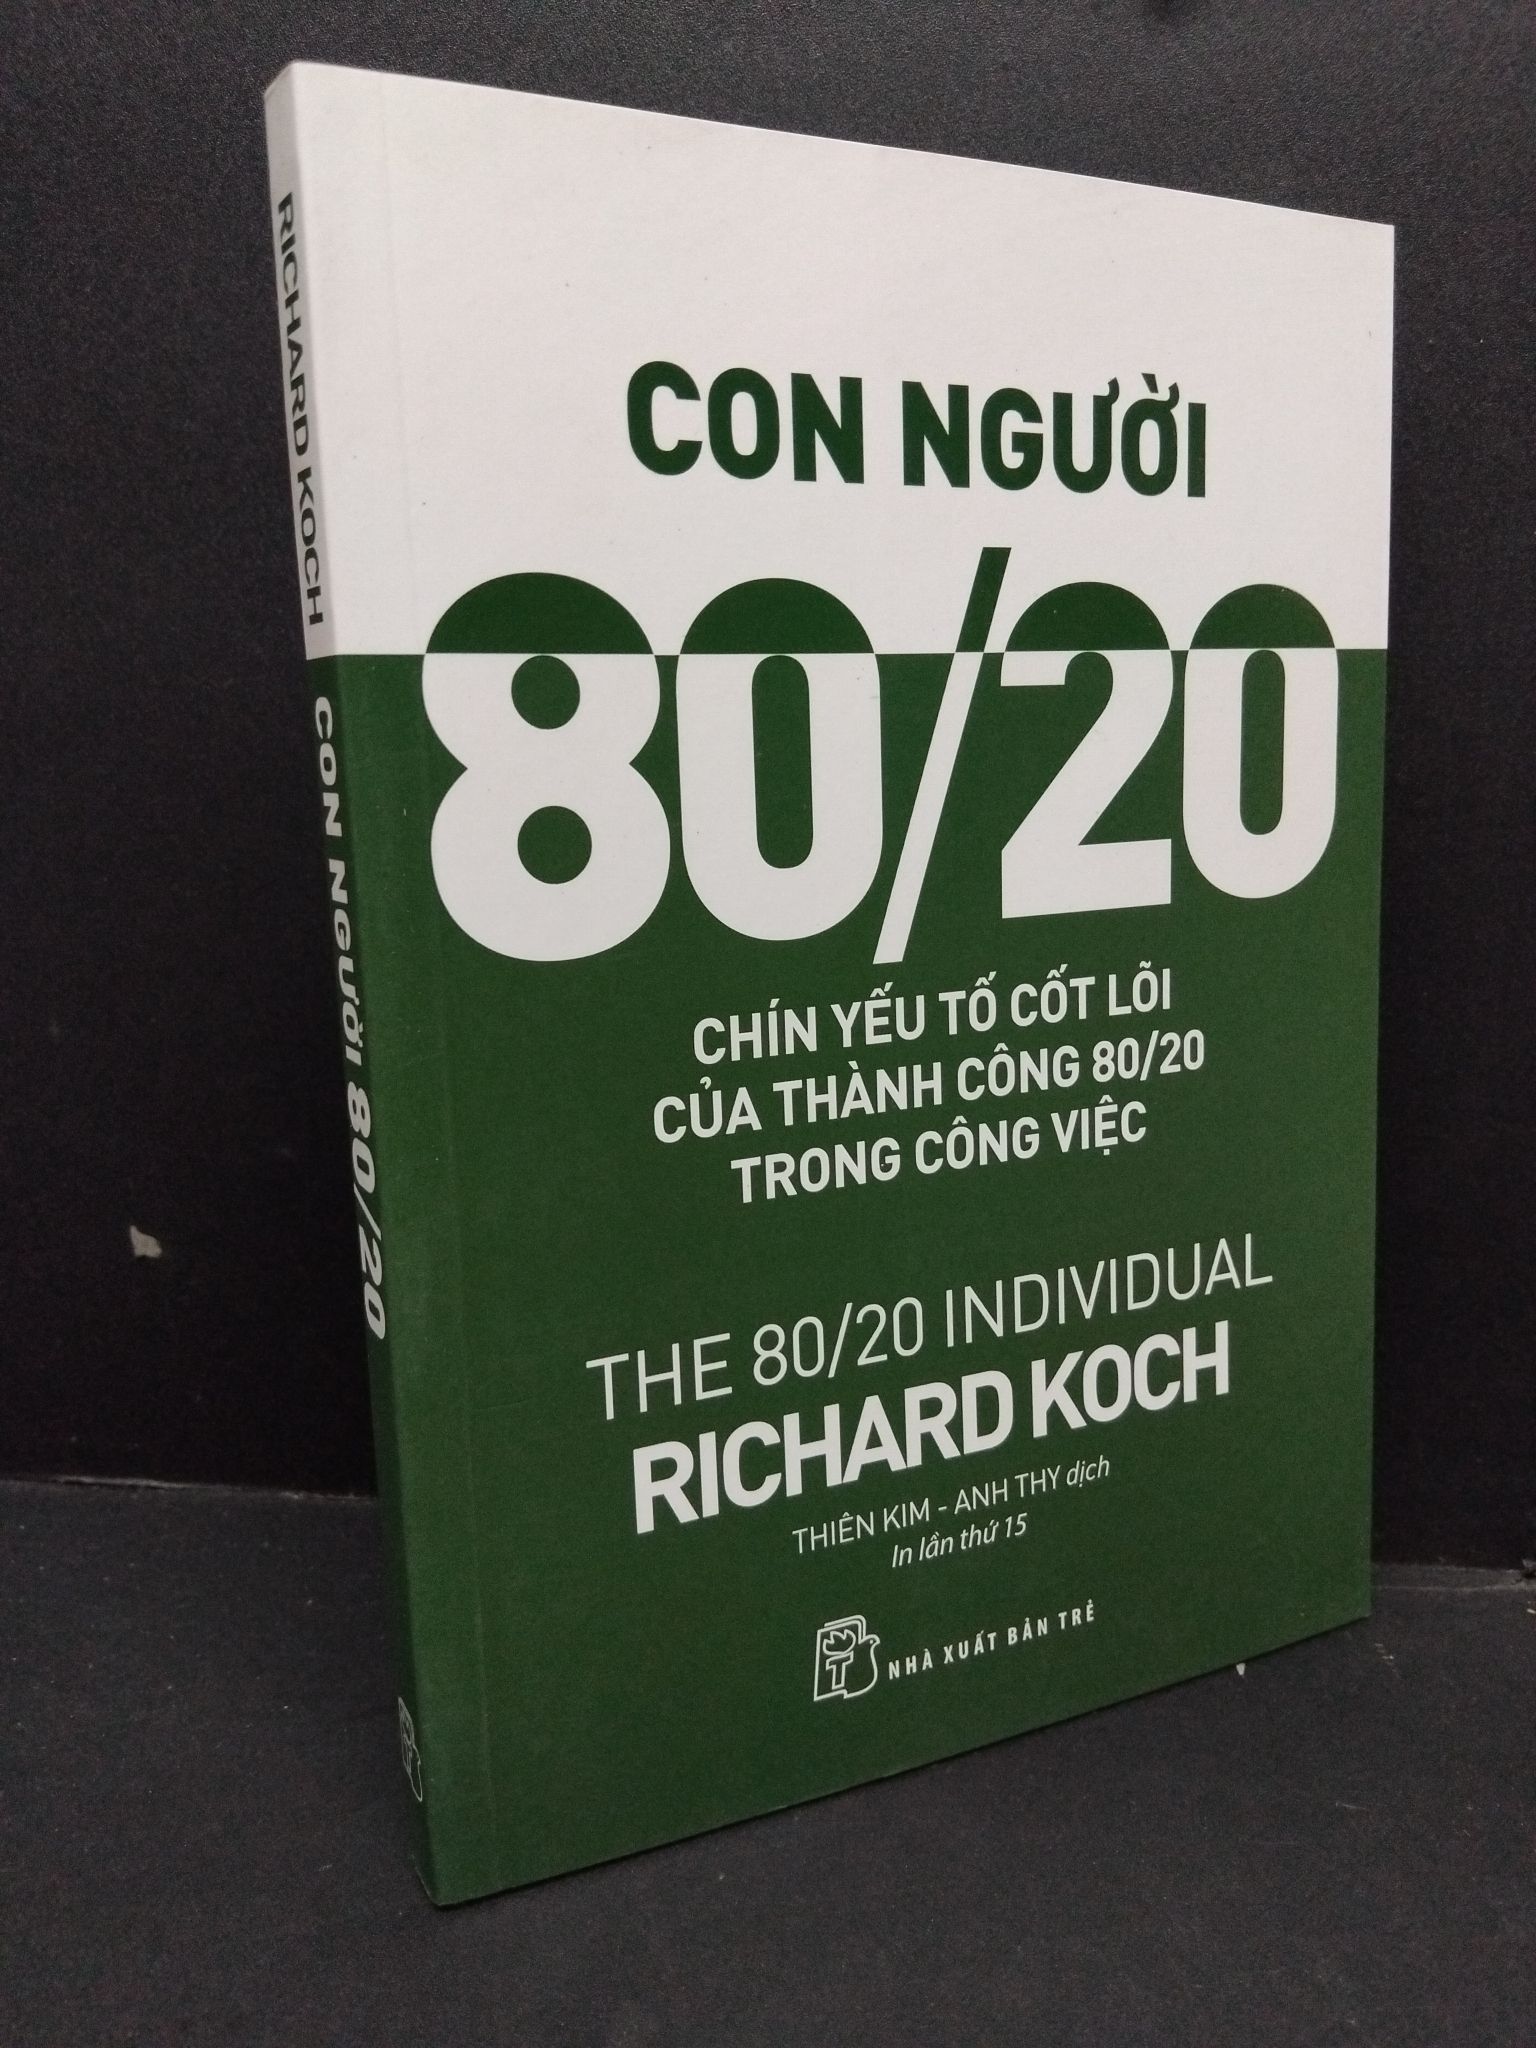 RICHARD KOCH
CON NGƯỜI 80/20
CON NGƯỜI
80/20
CHÍN YẾU TỐ CỐT LÕI
CỦA THÀNH CÔNG 80/20
TRONG CÔNG VIỆC
THE 80/20 INDIVIDUAL
RICHARD KOCH
THIÊN KIM - ANH THY dịch
In lần thứ 15
NHÀ XUẤT BẢN TRẺ